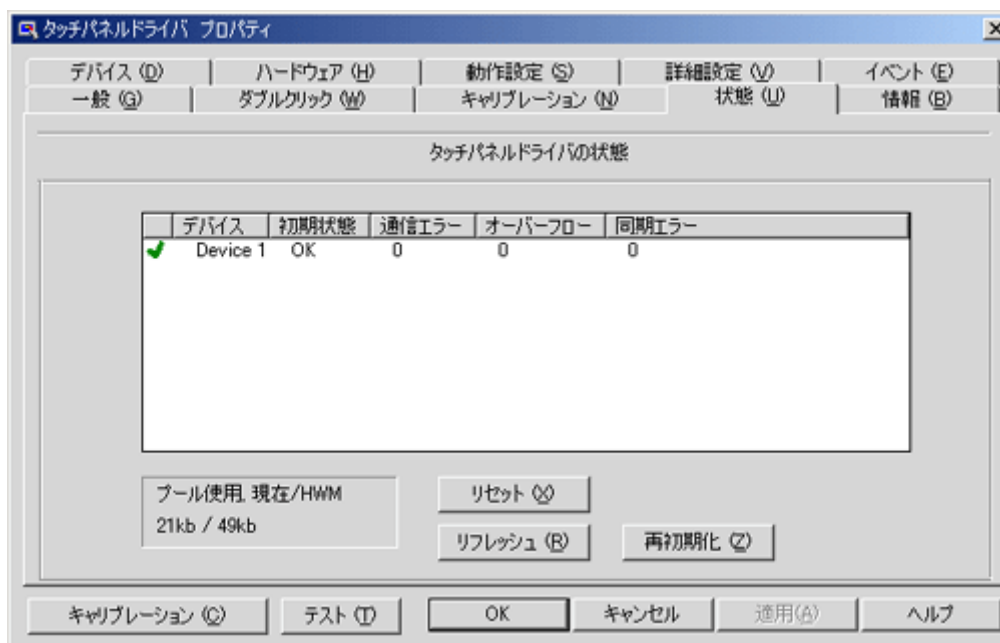 タッチパネルドライバ プロパティ
デバイス (D) ハードウェア (H) 動作設定 (S) 詳細設定 (V) イベント (E)
一般 (G) ダブルクリック (W) キャリブレーション (N) 状態 (U) 情報 (B)
タッチパネルドライバの状態
デバイス 初期状態 通信エラー オーバーフロー 同期エラー
Device 1 OK 0 0 0
プール使用, 現在/HWM
21kb / 49kb
リセット (X)
リフレッシュ (R) 再初期化 (Z)
キャリブレーション (C) テスト (T) OK キャンセル 適用(A) ヘルプ